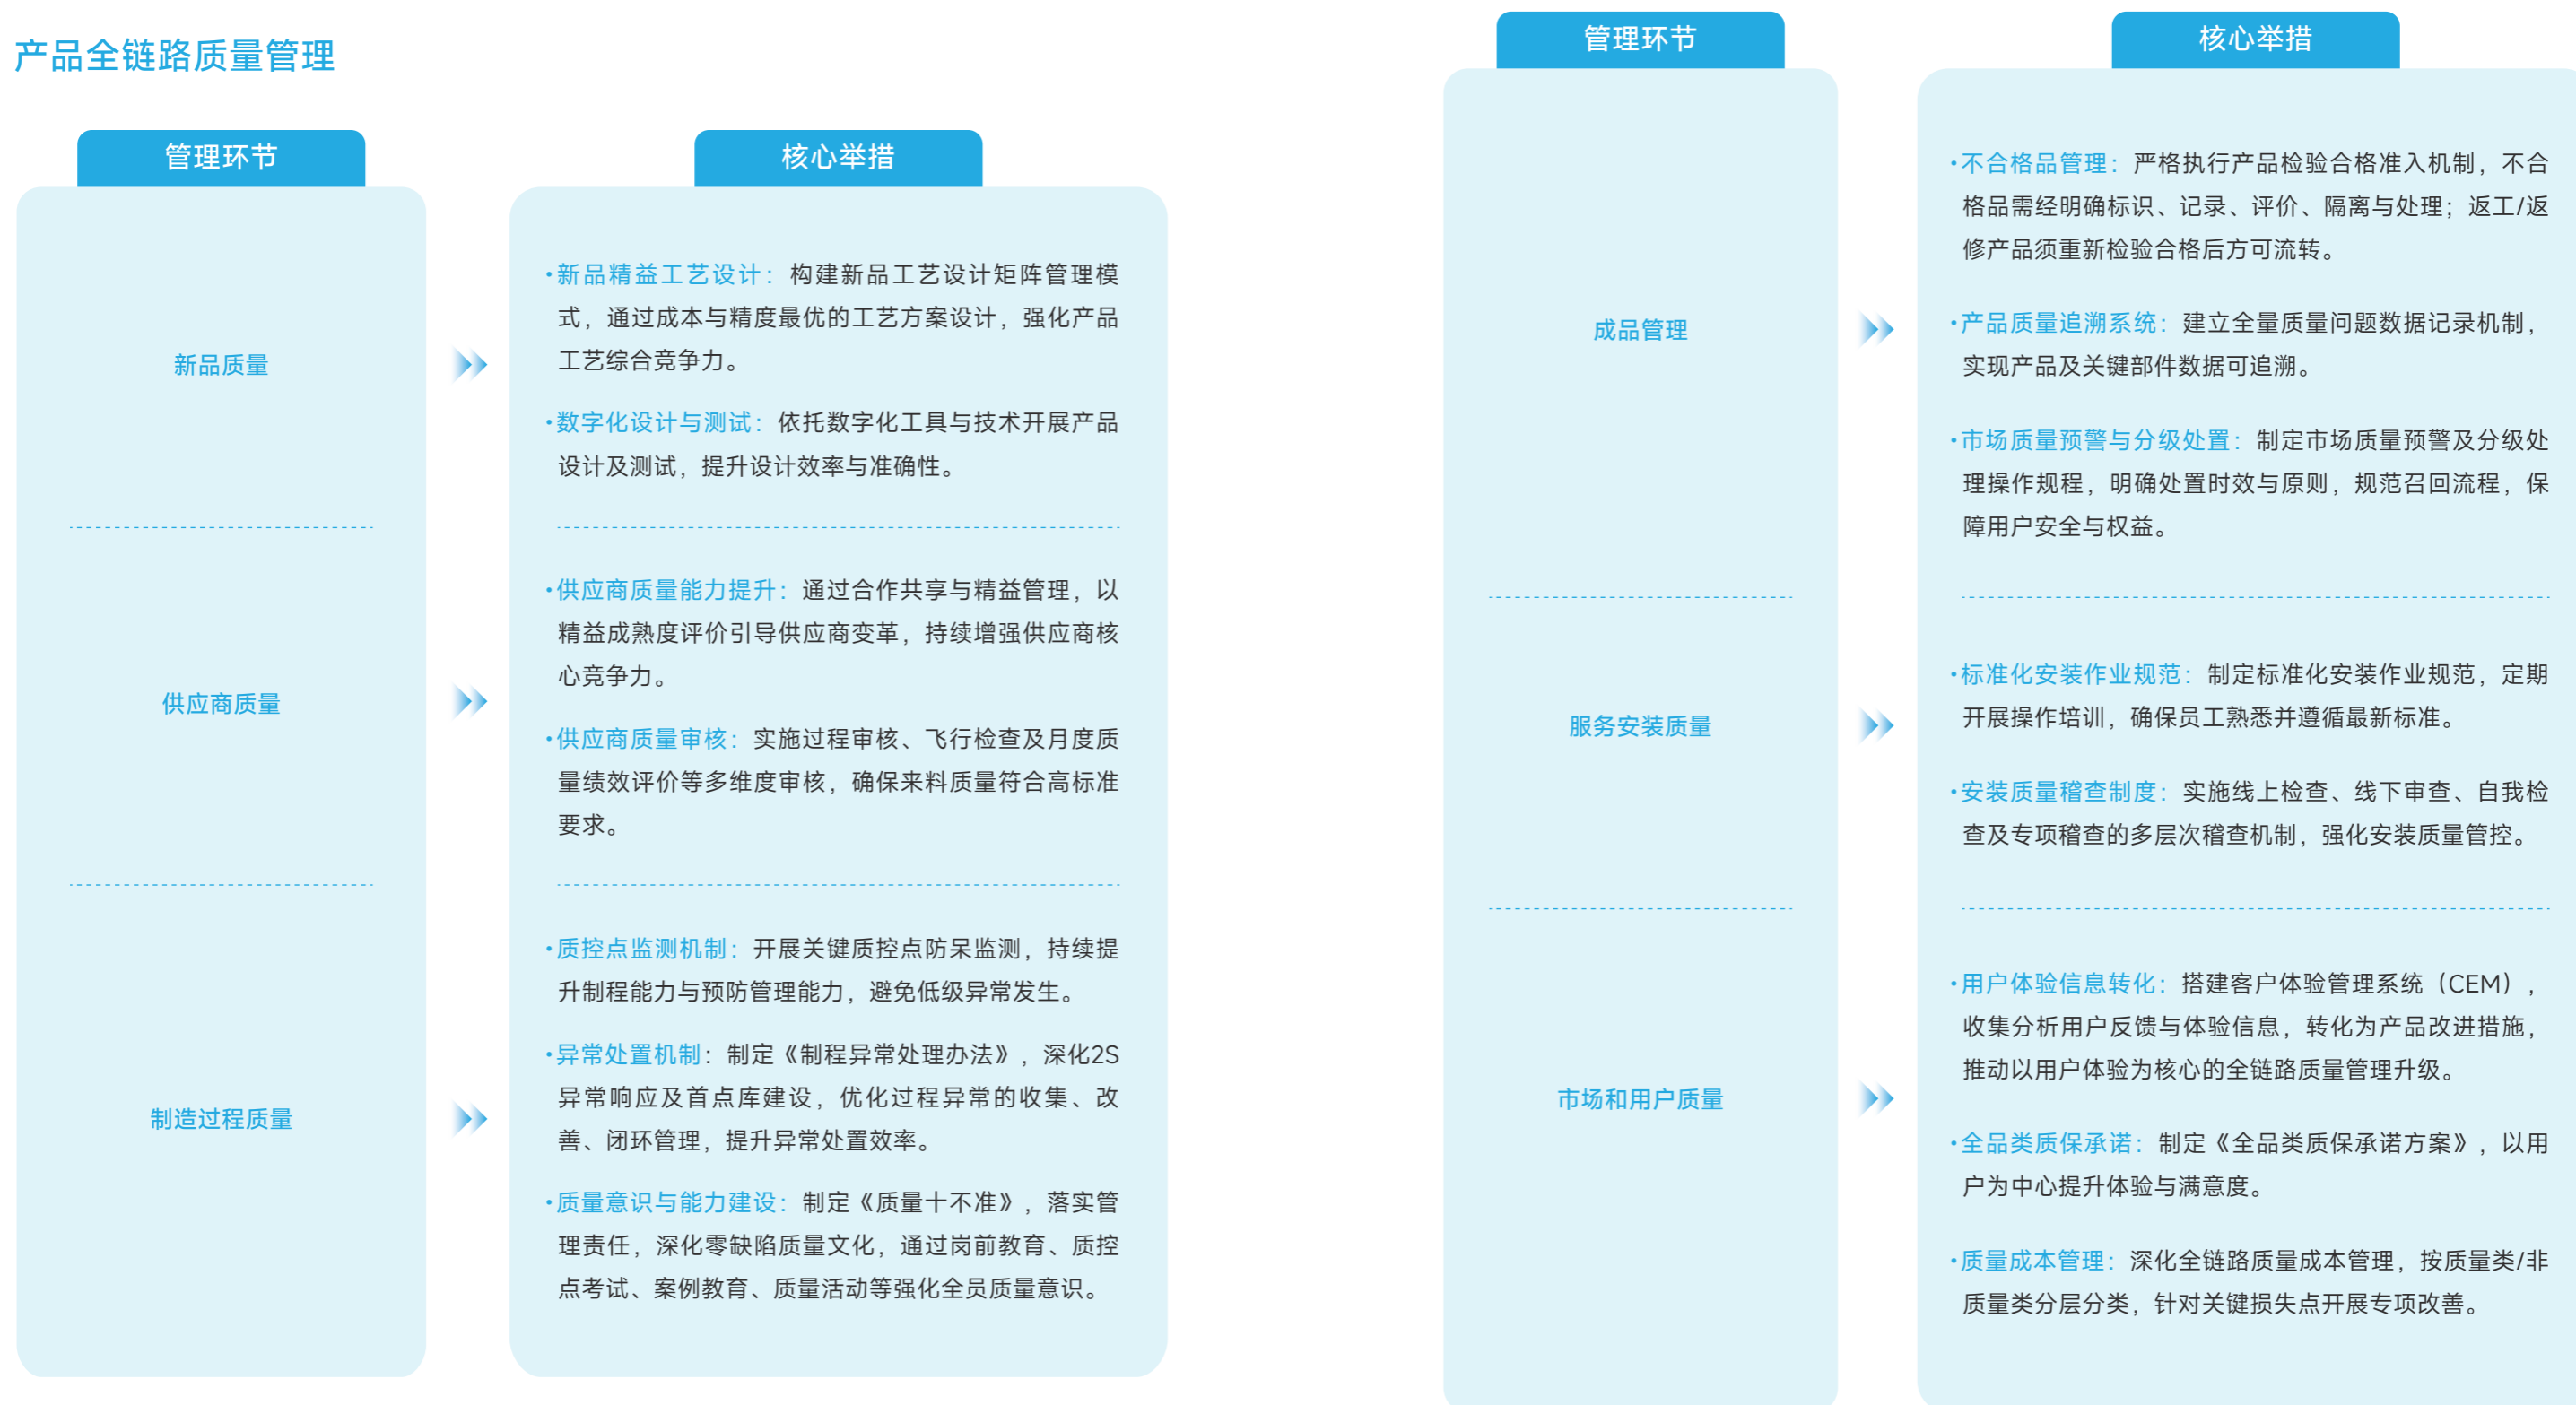 产品全链路质量管理
管理环节
核心举措
新品质量
·新品精益工艺设计：构建新品工艺设计矩阵管理模
式，通过成本与精度最优的工艺方案设计，强化产品
工艺综合竞争力。
·数字化设计与测试：依托数字化工具与技术开展产品
设计及测试，提升设计效率与准确性。
供应商质量
·供应商质量能力提升：通过合作共享与精益管理，以
精益成熟度评价引导供应商变革，持续增强供应商核
心竞争力。
·供应商质量审核：实施过程审核、飞行检查及月度质
量绩效评价等多维度审核，确保来料质量符合高标准
要求。
制造过程质量
·质控点监测机制：开展关键质控点防呆监测，持续提
升制程能力与预防管理能力，避免低级异常发生。
·异常处置机制：制定《制程异常处理办法》，深化2S
异常响应及首点库建设，优化过程异常的收集、改
善、闭环管理，提升异常处置效率。
·质量意识与能力建设：制定《质量十不准》，落实管
理责任，深化零缺陷质量文化，通过岗前教育、质控
点考试、案例教育、质量活动等强化全员质量意识。
管理环节
核心举措
成品管理
·不合格品管理：严格执行产品检验合格准入机制，不合
格品需经明确标识、记录、评价、隔离与处理；返工/返
修产品须重新检验合格后方可流转。
·产品质量追溯系统：建立全量质量问题数据记录机制，
实现产品及关键部件数据可追溯。
·市场质量预警与分级处置：制定市场质量预警及分级处
理操作规程，明确处置时效与原则，规范召回流程，保
障用户安全与权益。
服务安装质量
·标准化安装作业规范：制定标准化安装作业规范，定期
开展操作培训，确保员工熟悉并遵循最新标准。
·安装质量稽查制度：实施线上检查、线下审查、自我检
查及专项稽查的多层次稽查机制，强化安装质量管控。
市场和用户质量
·用户体验信息转化：搭建客户体验管理系统（CEM），
收集分析用户反馈与体验信息，转化为产品改进措施，
推动以用户体验为核心的全链路质量管理升级。
·全品类质保承诺：制定《全品类质保承诺方案》，以用
户为中心提升体验与满意度。
·质量成本管理：深化全链路质量成本管理，按质量类/非
质量类分层分类，针对关键损失点开展专项改善。